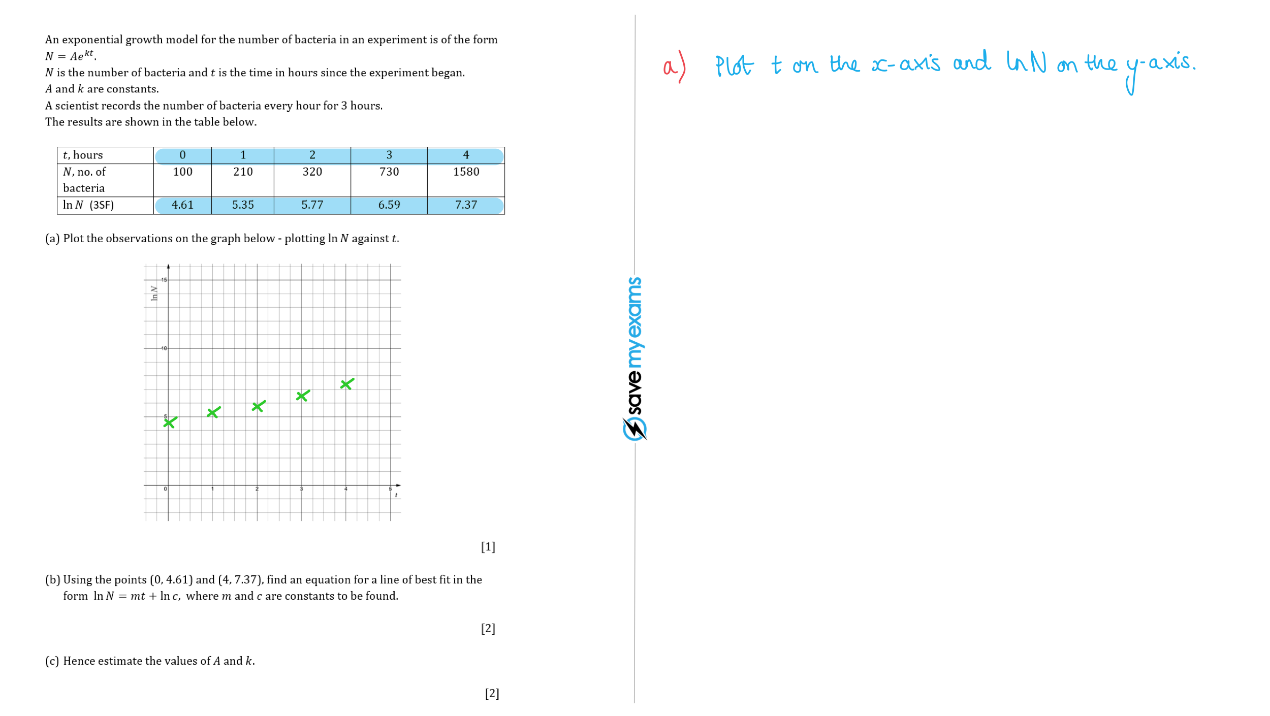 An exponential growth model for the number of bacteria in an experiment is of the form
N = Ae^{kt}.
N is the number of bacteria and t is the time in hours since the experiment began.
A and k are constants.
A scientist records the number of bacteria every hour for 3 hours.
The results are shown in the table below.
t, hours 0 1 2 3 4
N, no. of bacteria 100 210 320 730 1580
ln N (3SF) 4.61 5.35 5.77 6.59 7.37
(a) Plot the observations on the graph below - plotting ln N against t.
15
ln N
10
5
0 1 2 3 4 5
t
[1]
(b) Using the points (0, 4.61) and (4, 7.37), find an equation for a line of best fit in the
form ln N = mt + ln c, where m and c are constants to be found.
[2]
(c) Hence estimate the values of A and k.
[2]
save my exams
a) Plot t on the x-axis and lnN on the y-axis.